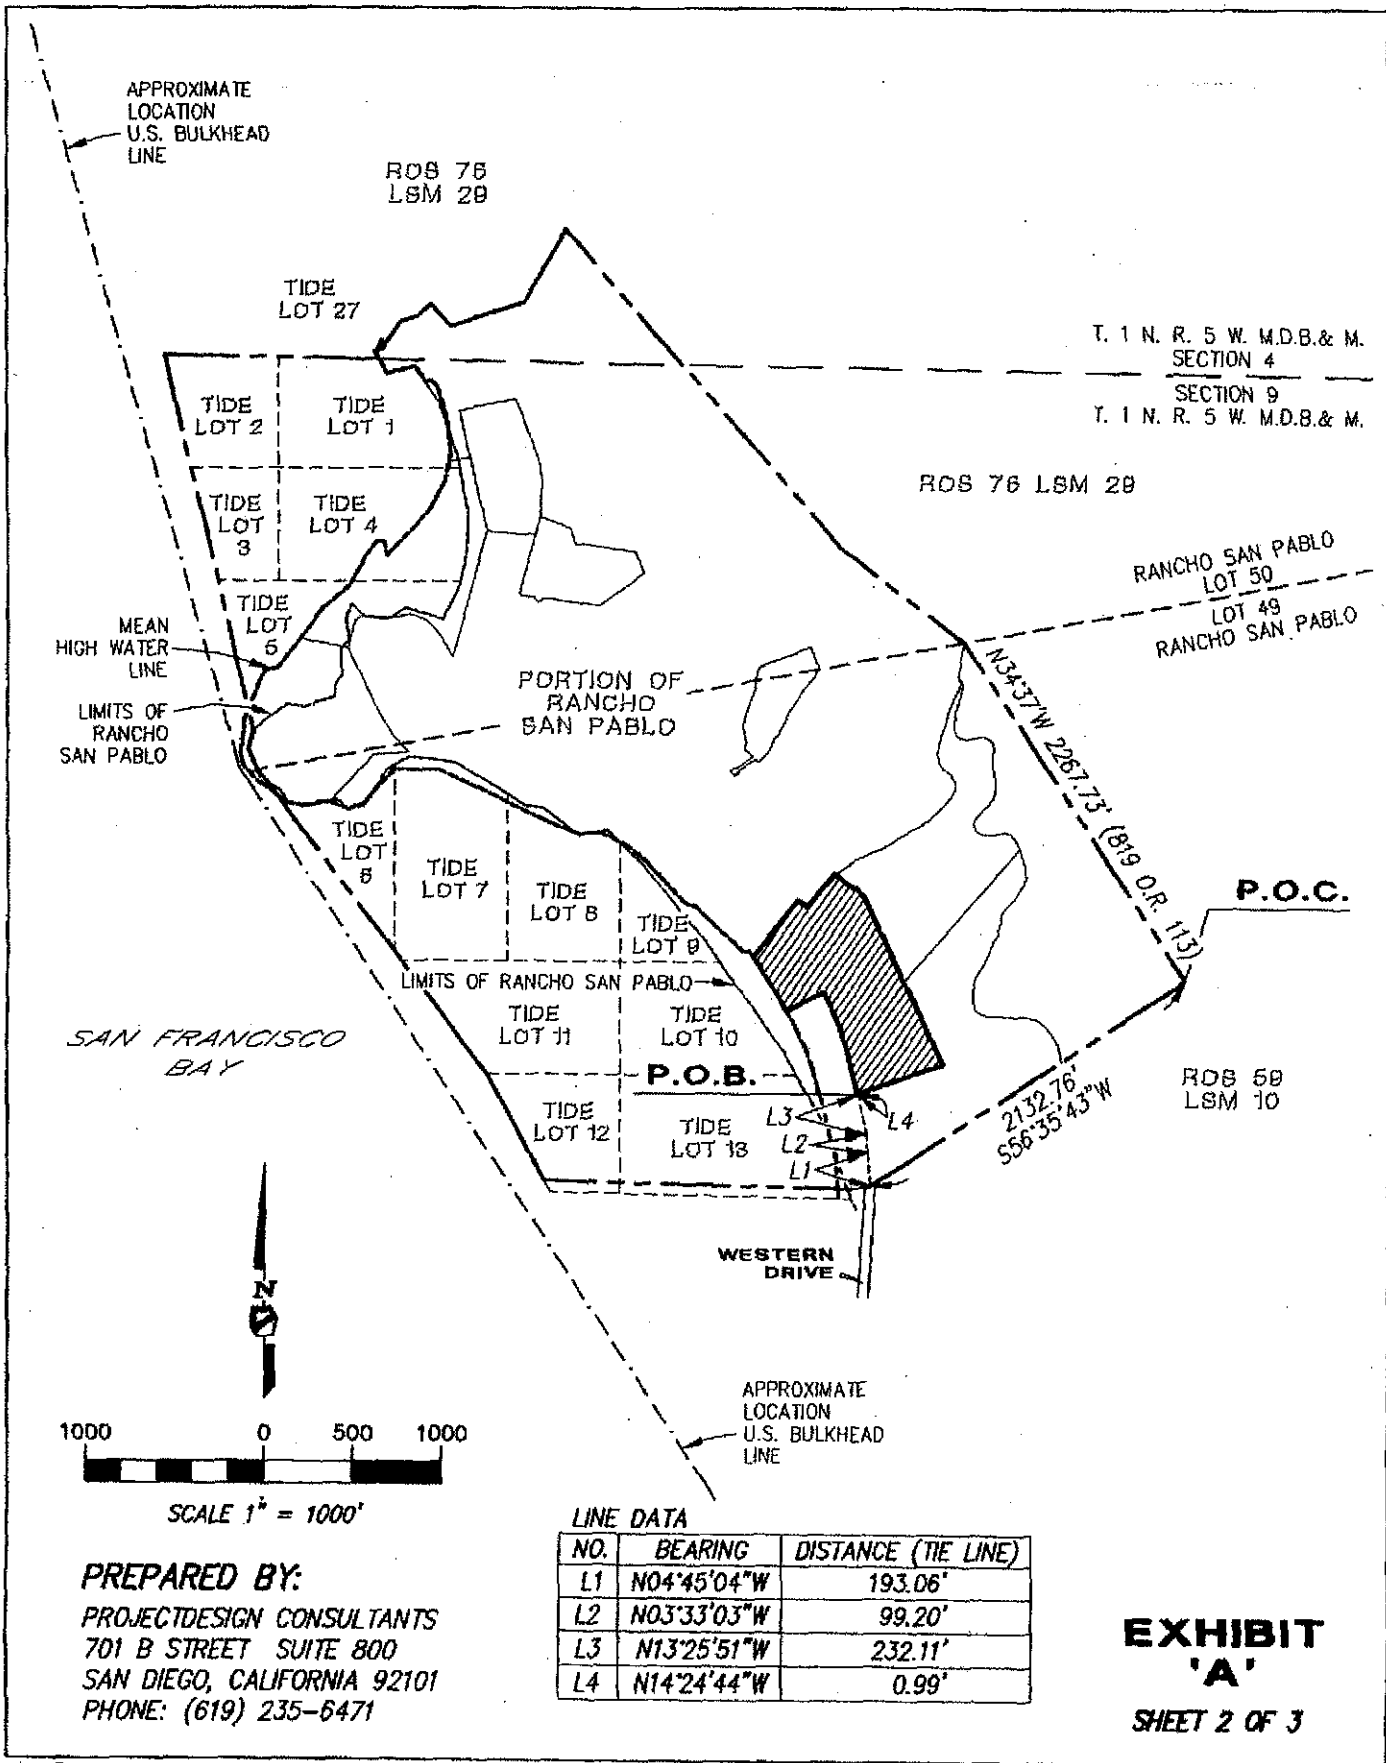 APPROXIMATE
LOCATION
U.S. BULKHEAD
LINE
ROS 76
LSM 29
TIDE
LOT 27
T. 1 N. R. 5 W. M.D.B.& M.
SECTION 4
SECTION 9
T. 1 N. R. 5 W. M.D.B.& M.
TIDE
LOT 2
TIDE
LOT 1
ROS 76 LSM 29
TIDE
LOT
3
TIDE
LOT 4
RANCHO SAN PABLO
LOT 50
LOT 49
RANCHO SAN PABLO
TIDE
LOT
5
MEAN
HIGH WATER
LINE
LIMITS OF
RANCHO
SAN PABLO
PORTION OF
RANCHO
SAN PABLO
N34°37'W 2267.73' (819 O.R. 113)
P.O.C.
TIDE
LOT
6
TIDE
LOT 7
TIDE
LOT 8
TIDE
LOT 9
LIMITS OF RANCHO SAN PABLO
TIDE
LOT 11
TIDE
LOT 10
SAN FRANCISCO
BAY
P.O.B.
TIDE
LOT 12
TIDE
LOT 13
L3
L4
L2
L1
2132.76'
S56°35'43"W
ROS 59
LSM 10
WESTERN
DRIVE
N
APPROXIMATE
LOCATION
U.S. BULKHEAD
LINE
1000 0 500 1000
SCALE 1" = 1000'
LINE DATA
NO. BEARING DISTANCE (TIE LINE)
L1 N04°45'04"W 193.06'
L2 N03°33'03"W 99.20'
L3 N13°25'51"W 232.11'
L4 N14°24'44"W 0.99'
PREPARED BY:
PROJECTDESIGN CONSULTANTS
701 B STREET SUITE 800
SAN DIEGO, CALIFORNIA 92101
PHONE: (619) 235-6471
EXHIBIT
'A'
SHEET 2 OF 3